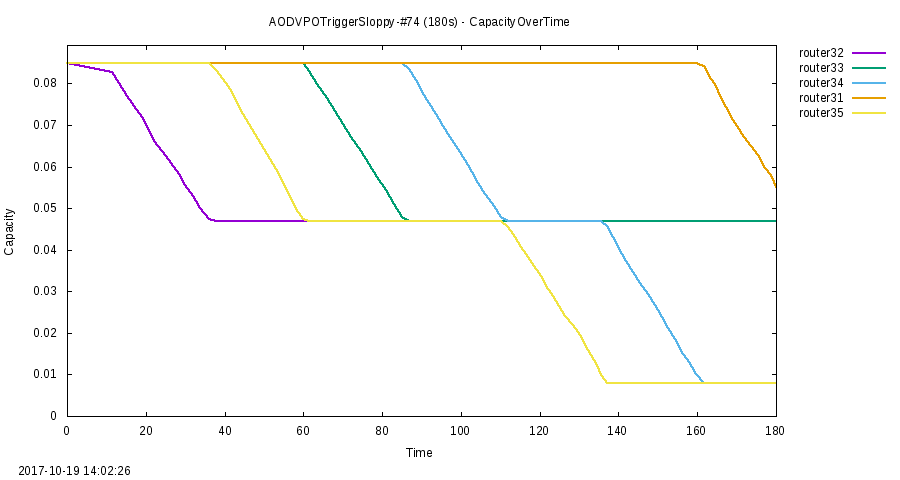 AODVPOTriggerSloppy-#74 (180s) - CapacityOverTime
router32
router33
router34
router31
router35
0.08
0.07
0.06
0.05
0.04
0.03
0.02
0.01
0
Capacity
0 20 40 60 80 100 120 140 160 180
Time
2017-10-19 14:02:26